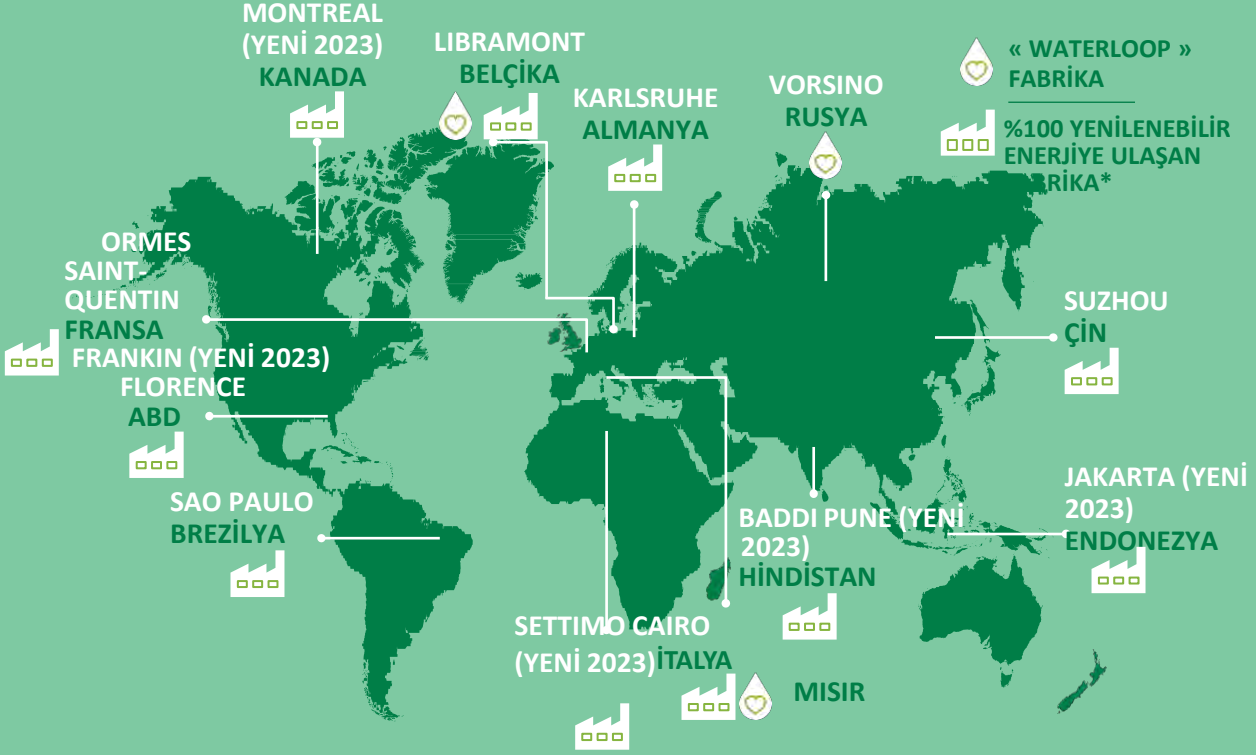 MONTREAL
(YENİ 2023)
KANADA
LIBRAMONT
BELÇİKA
KARLSRUHE
ALMANYA
VORSINO
RUSYA
« WATERLOOP »
FABRİKA
%100 YENİLENEBİLİR
ENERJİYE ULAŞAN
BRİKA*
ORMES
SAINT-
QUENTIN
FRANSA
FRANKIN (YENİ 2023)
FLORENCE
ABD
SUZHOU
ÇİN
SAO PAULO
BREZİLYA
BADDI PUNE (YENİ
2023)
HİNDİSTAN
JAKARTA (YENİ
2023)
ENDONEZYA
SETTIMO CAIRO
(YENİ 2023)İTALYA
MISIR